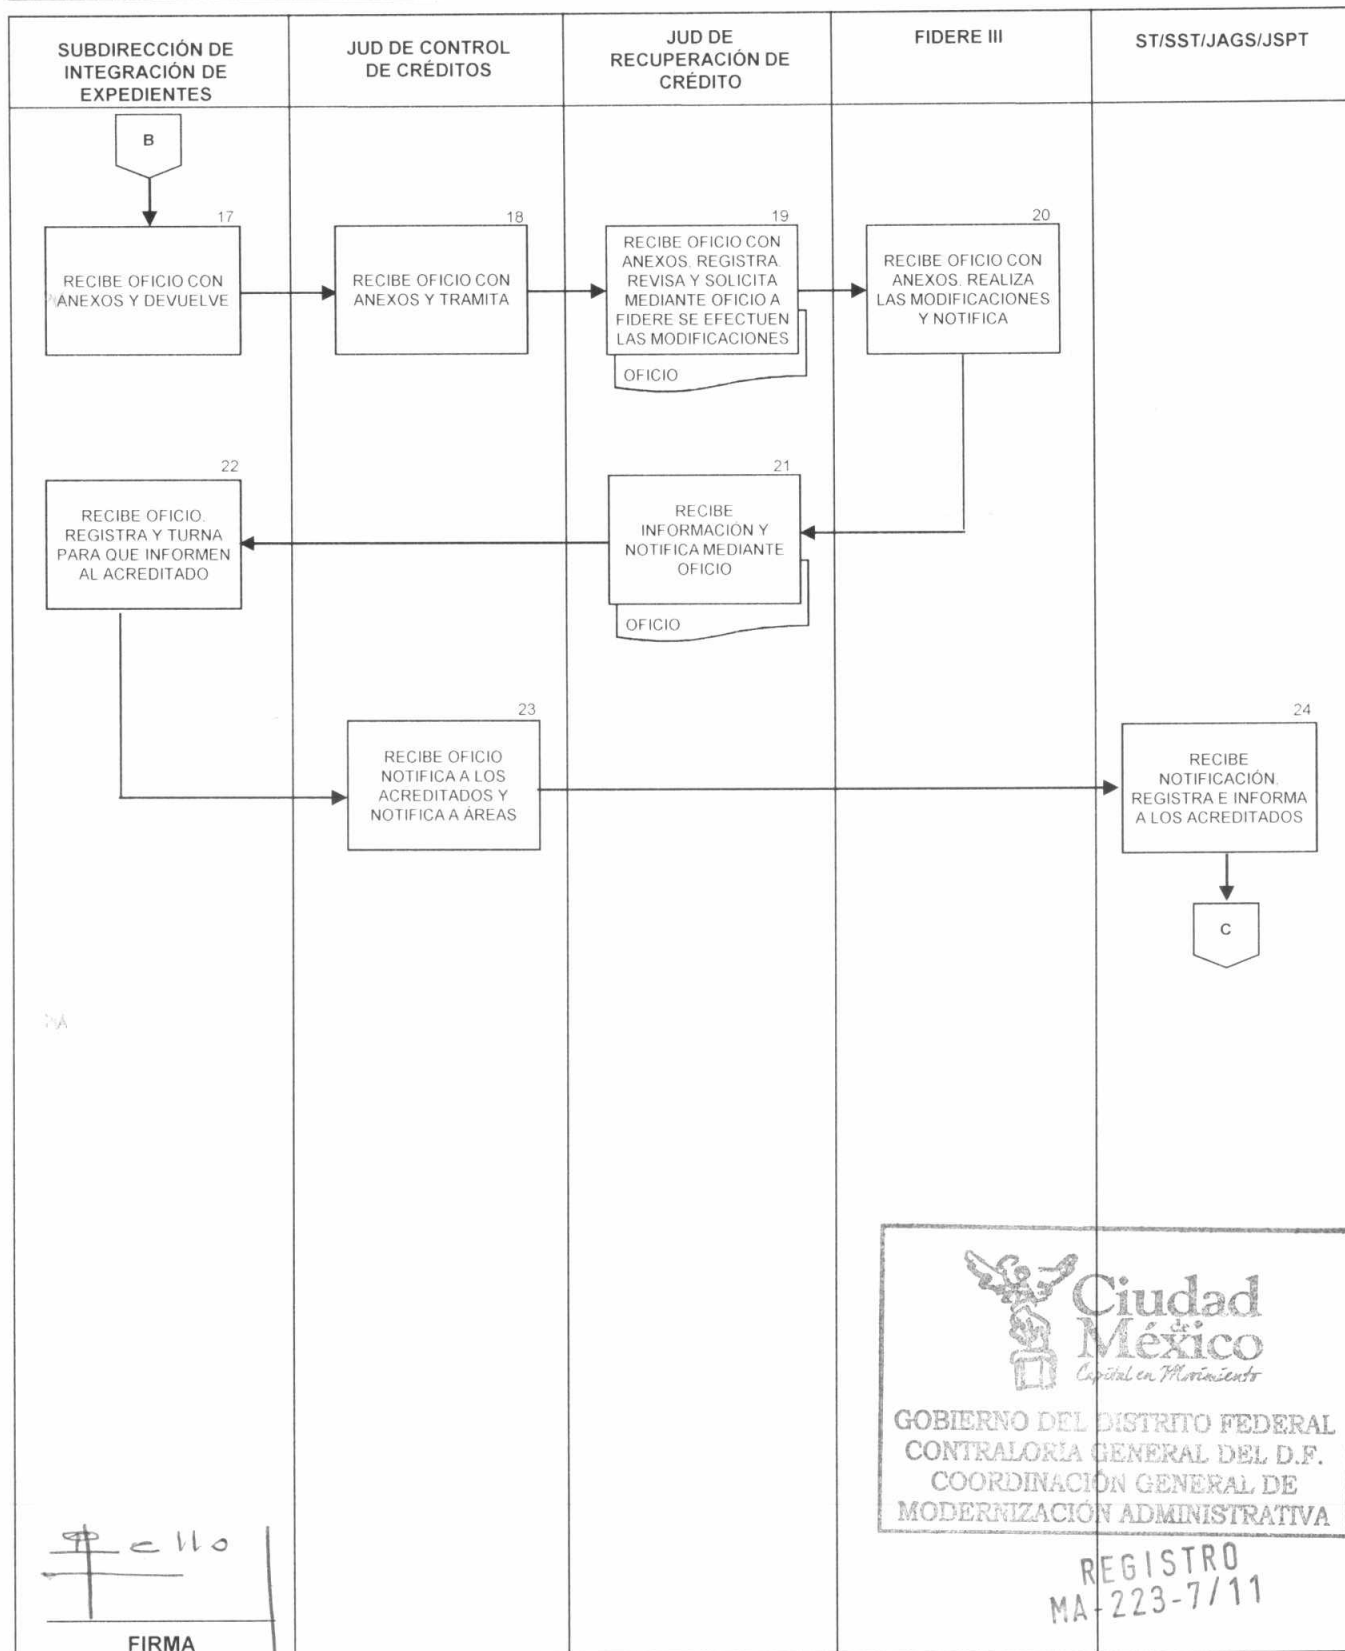 SUBDIRECCIÓN DE
INTEGRACIÓN DE
EXPEDIENTES
JUD DE CONTROL
DE CRÉDITOS
JUD DE
RECUPERACIÓN DE
CRÉDITO
FIDERE III
ST/SST/JAGS/JSPT
B
17
RECIBE OFICIO CON
ANEXOS Y DEVUELVE
18
RECIBE OFICIO CON
ANEXOS Y TRAMITA
19
RECIBE OFICIO CON
ANEXOS. REGISTRA.
REVISA Y SOLICITA
MEDIANTE OFICIO A
FIDERE SE EFECTUEN
LAS MODIFICACIONES
OFICIO
20
RECIBE OFICIO CON
ANEXOS. REALIZA
LAS MODIFICACIONES
Y NOTIFICA
22
RECIBE OFICIO.
REGISTRA Y TURNA
PARA QUE INFORMEN
AL ACREDITADO
21
RECIBE
INFORMACIÓN Y
NOTIFICA MEDIANTE
OFICIO
OFICIO
23
RECIBE OFICIO
NOTIFICA A LOS
ACREDITADOS Y
NOTIFICA A ÁREAS
24
RECIBE
NOTIFICACIÓN.
REGISTRA E INFORMA
A LOS ACREDITADOS
C
Ciudad
de
México
Capital en Movimiento
GOBIERNO DEL DISTRITO FEDERAL
CONTRALORÍA GENERAL DEL D.F.
COORDINACIÓN GENERAL DE
MODERNIZACIÓN ADMINISTRATIVA
REGISTRO
MA-223-7/11
FIRMA